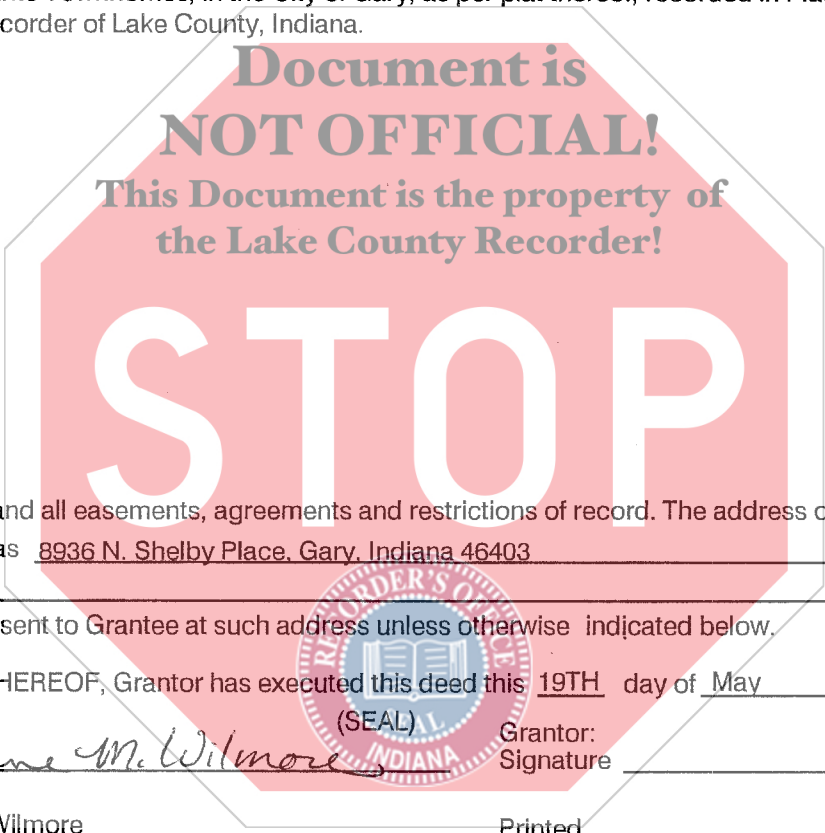 corder of Lake County, Indiana.
Document is
NOT OFFICIAL!
This Document is the property of
the Lake County Recorder!
STOP
and all easements, agreements and restrictions of record. The address o
as 8936 N. Shelby Place, Gary, Indiana 46403
sent to Grantee at such address unless otherwise indicated below.
HEREOF, Grantor has executed this deed this 19TH day of May
RECORDER'S OFFICE
SEAL
INDIANA
(SEAL)
Grantor:
M. Wilmore
Signature
Wilmore
Printed